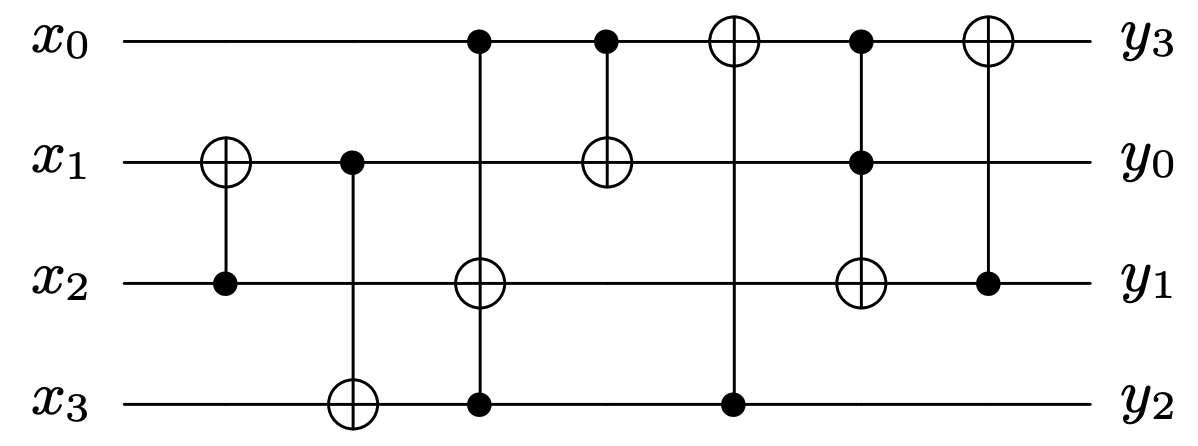 x₀ y₃
x₁ y₀
x₂ y₁
x₃ y₂